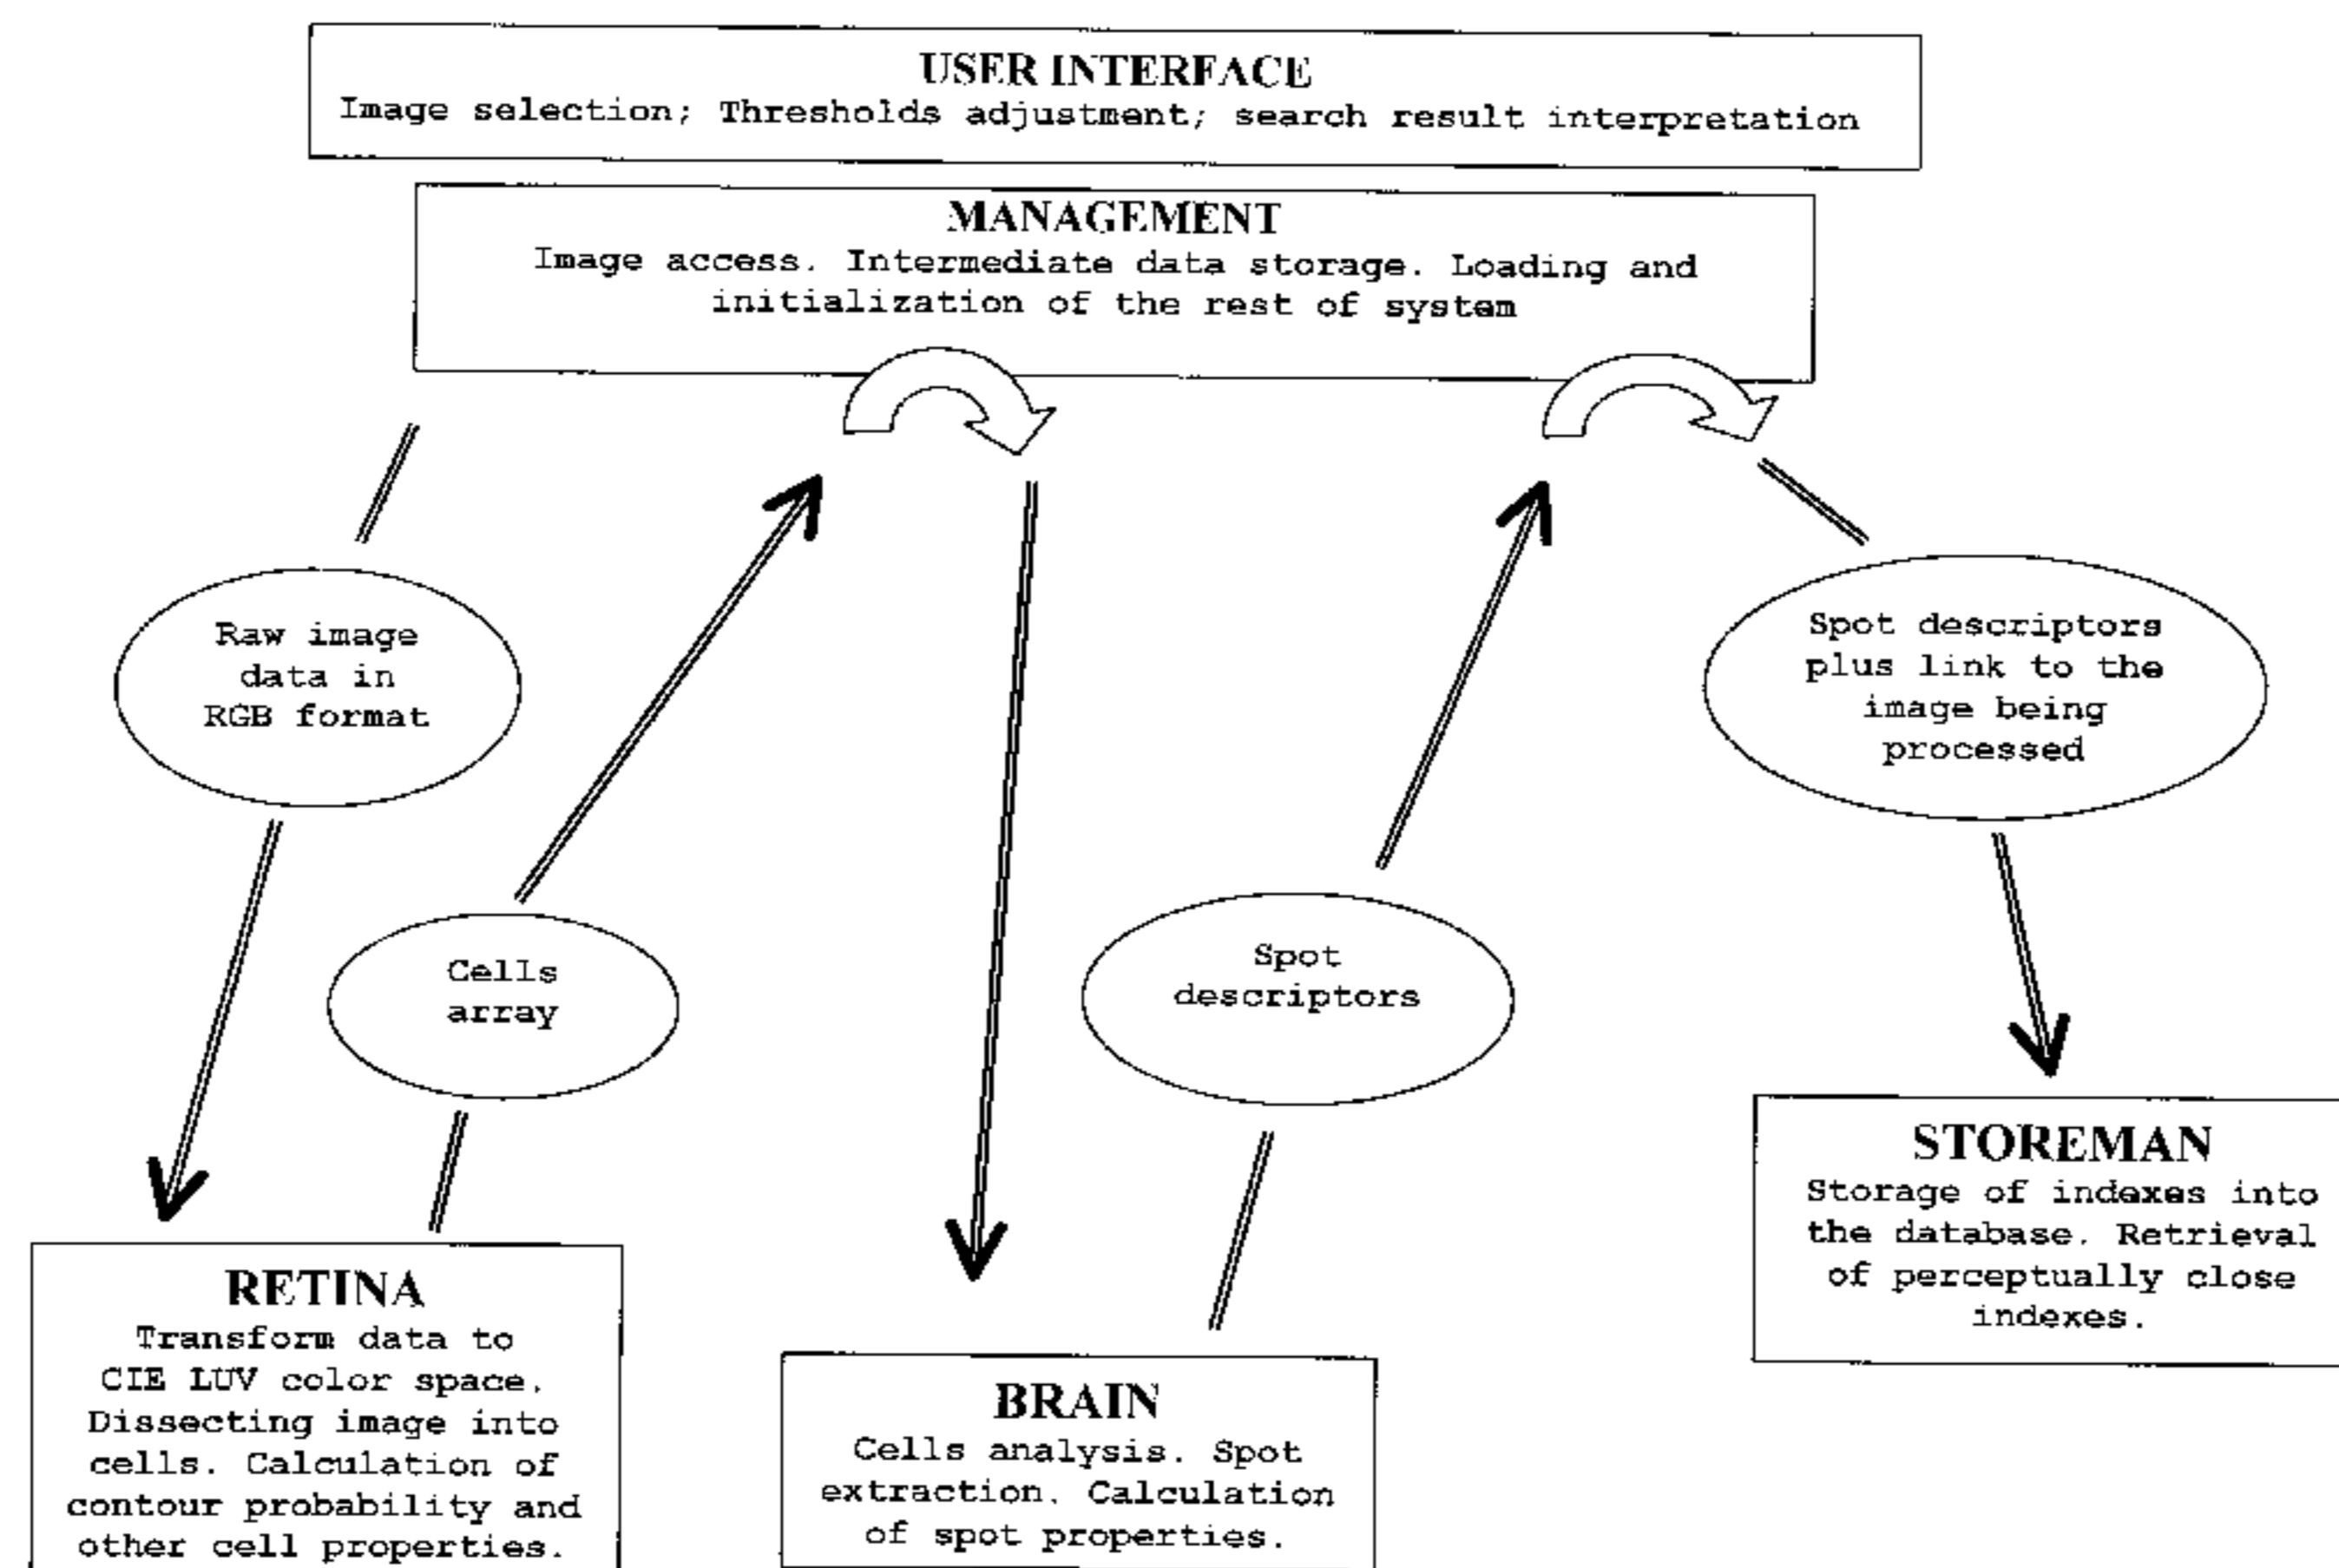 USER INTERFACE
Image selection; Thresholds adjustment; search result interpretation
MANAGEMENT
Image access. Intermediate data storage. Loading and
initialization of the rest of system
Raw image
data in
RGB format
Cells
array
Spot
descriptors
Spot descriptors
plus link to the
image being
processed
RETINA
Transform data to
CIE LUV color space.
Dissecting image into
cells. Calculation of
contour probability and
other cell properties.
BRAIN
Cells analysis. Spot
extraction. Calculation
of spot properties.
STOREMAN
Storage of indexes into
the database. Retrieval
of perceptually close
indexes.